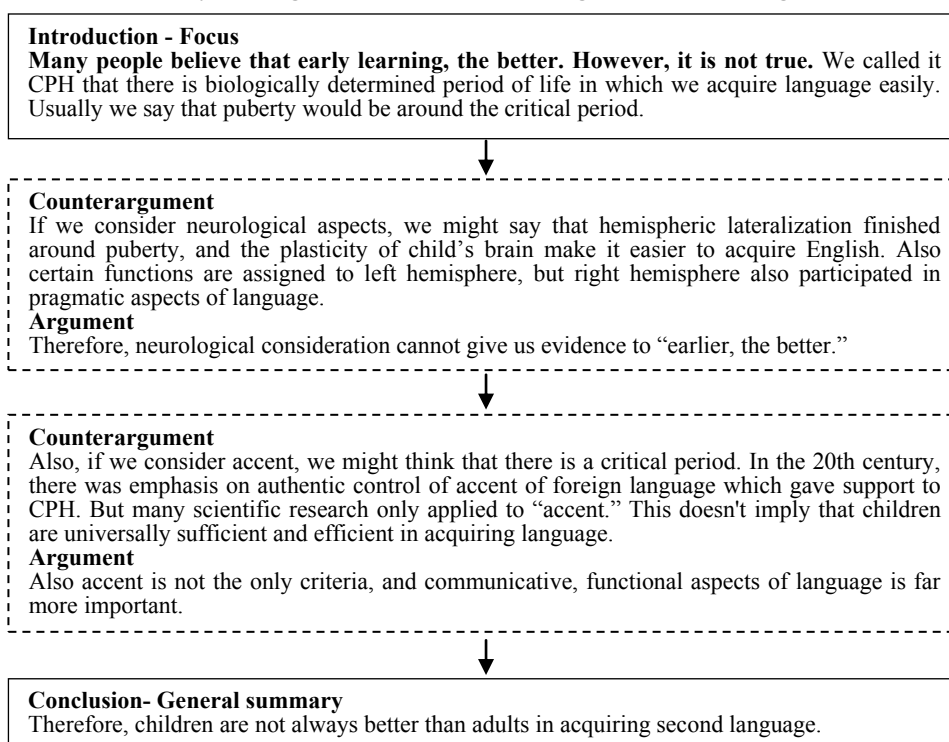 Introduction - Focus
Many people believe that early learning, the better. However, it is not true. We called it
CPH that there is biologically determined period of life in which we acquire language easily.
Usually we say that puberty would be around the critical period.
Counterargument
If we consider neurological aspects, we might say that hemispheric lateralization finished
around puberty, and the plasticity of child's brain make it easier to acquire English. Also
certain functions are assigned to left hemisphere, but right hemisphere also participated in
pragmatic aspects of language.
Argument
Therefore, neurological consideration cannot give us evidence to “earlier, the better.”
Counterargument
Also, if we consider accent, we might think that there is a critical period. In the 20th century,
there was emphasis on authentic control of accent of foreign language which gave support to
CPH. But many scientific research only applied to “accent.” This doesn't imply that children
are universally sufficient and efficient in acquiring language.
Argument
Also accent is not the only criteria, and communicative, functional aspects of language is far
more important.
Conclusion- General summary
Therefore, children are not always better than adults in acquiring second language.